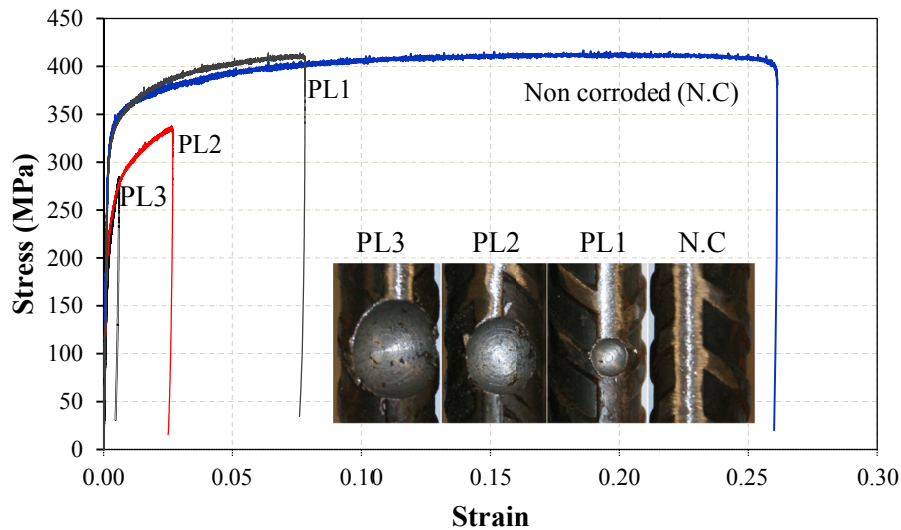 450
400
350
300
250
200
150
100
50
0
Stress (MPa)
PL1
Non corroded (N.C)
PL2
PL3
PL3 PL2 PL1 N.C
0.00 0.05 0.10 0.15 0.20 0.25 0.30
Strain